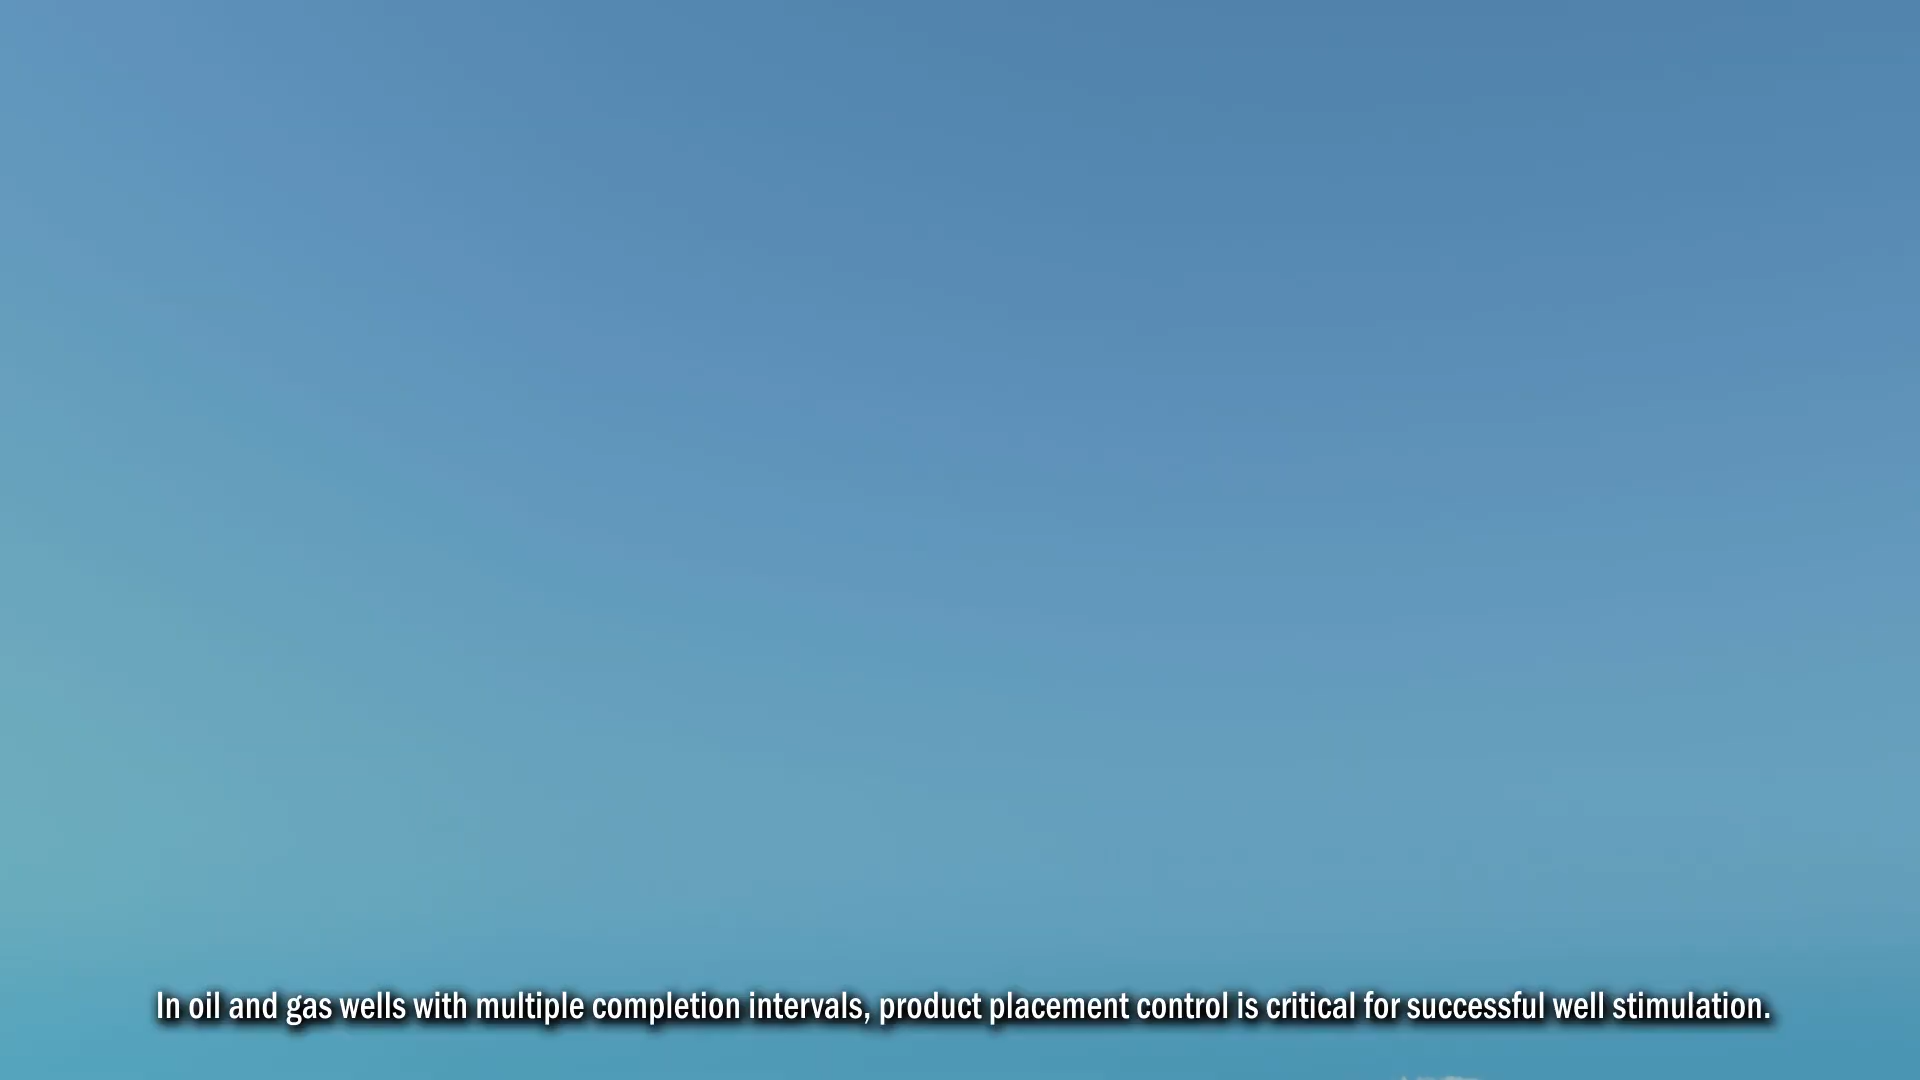 In oil and gas wells with multiple completion intervals, product placement control is critical for successful well stimulation.